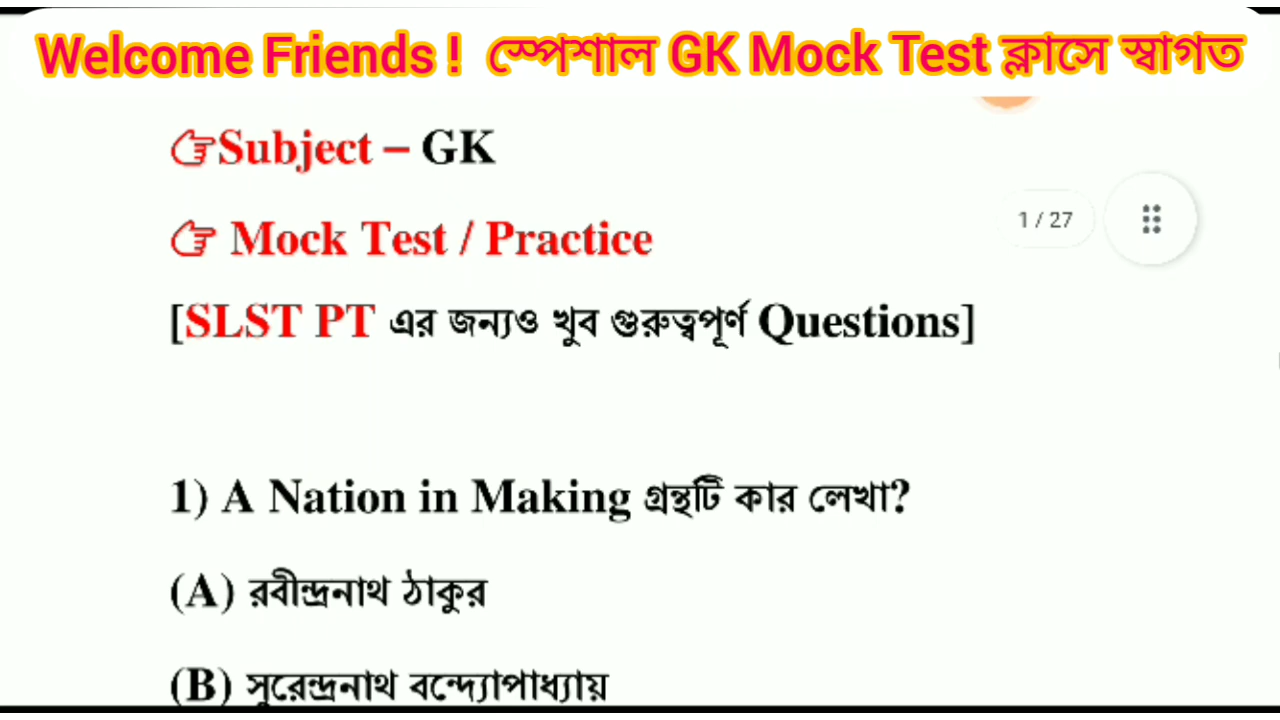 Welcome Friends ! স্পেশাল GK Mock Test ক্লাসে স্বাগত
👉Subject – GK
👉 Mock Test / Practice
1 / 27
[SLST PT এর জন্যও খুব গুরুত্বপূর্ণ Questions]
1) A Nation in Making গ্রন্থটি কার লেখা?
(A) রবীন্দ্রনাথ ঠাকুর
(B) সুরেন্দ্রনাথ বন্দ্যোপাধ্যায়